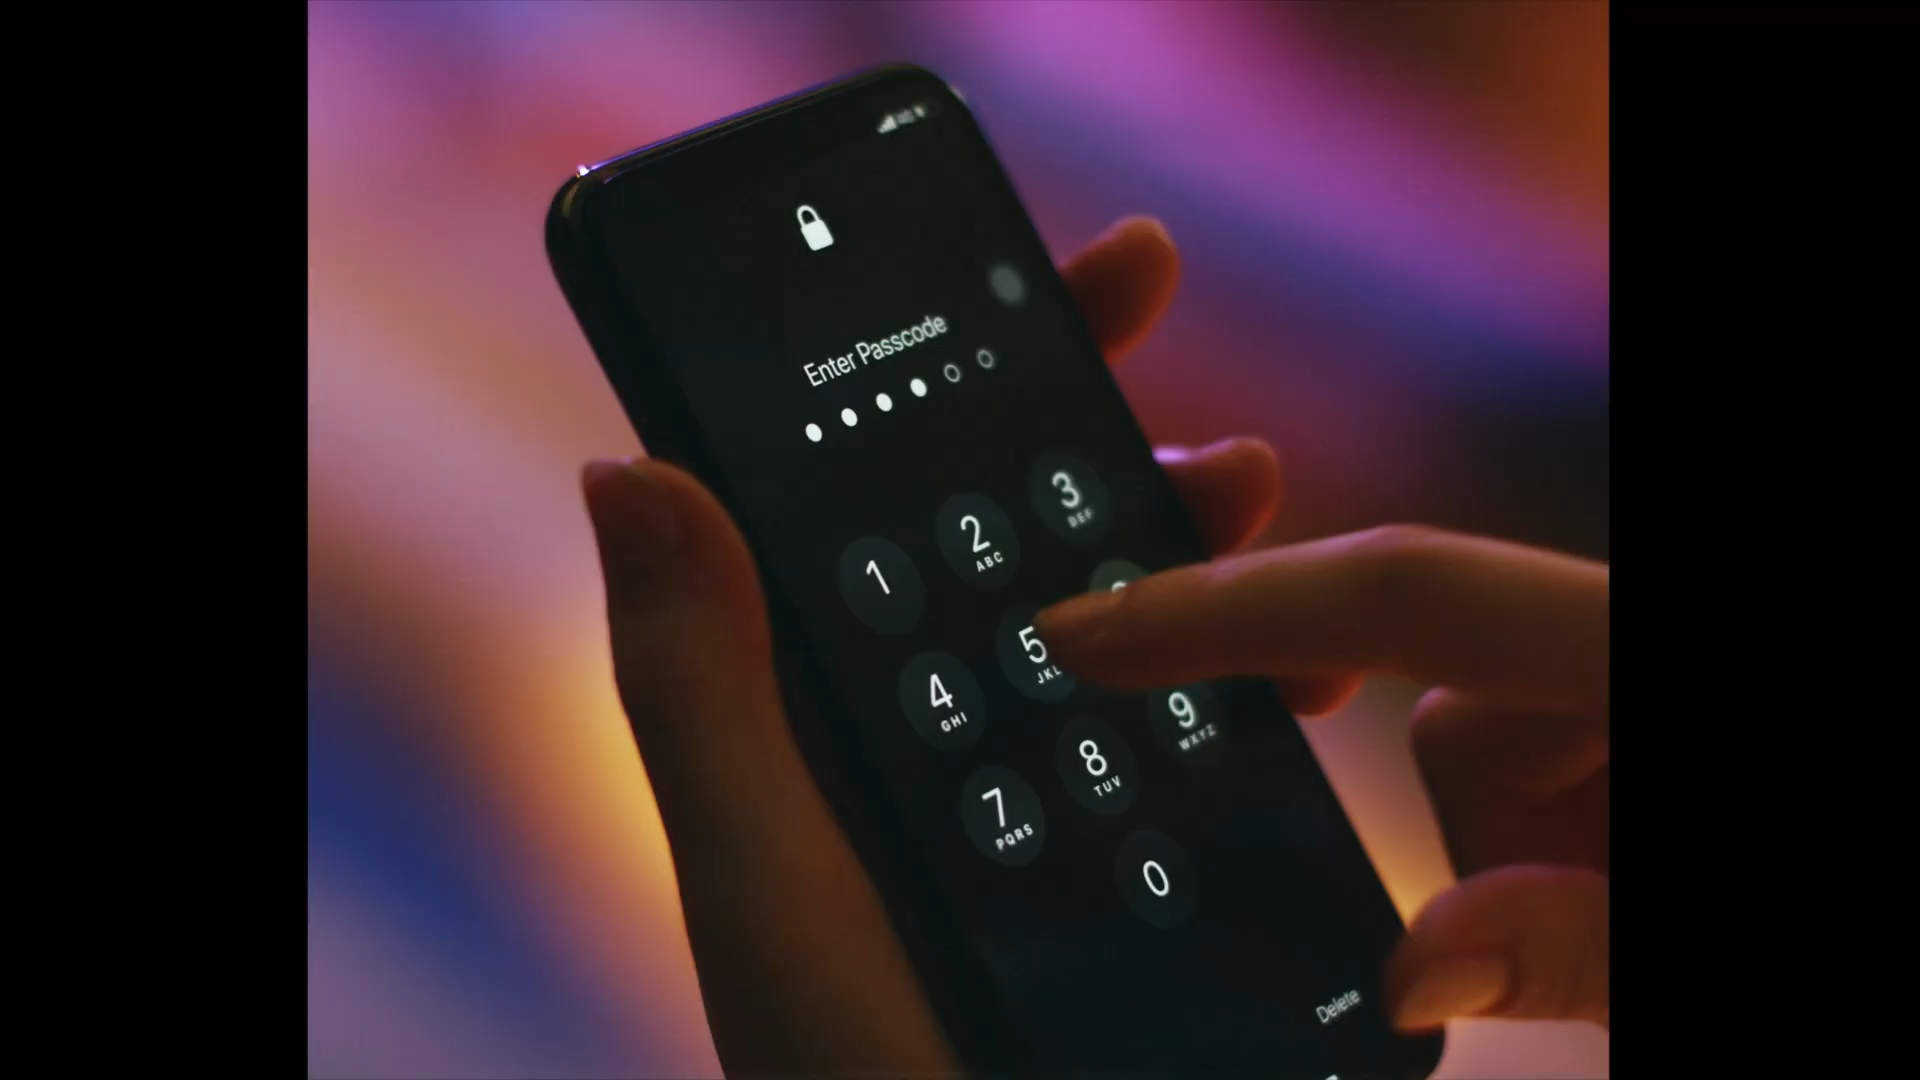 Enter Passcode
1
2
ABC
3
DEF
4
GHI
5
JKL
7
PQRS
8
TUV
9
WXYZ
0
Delete